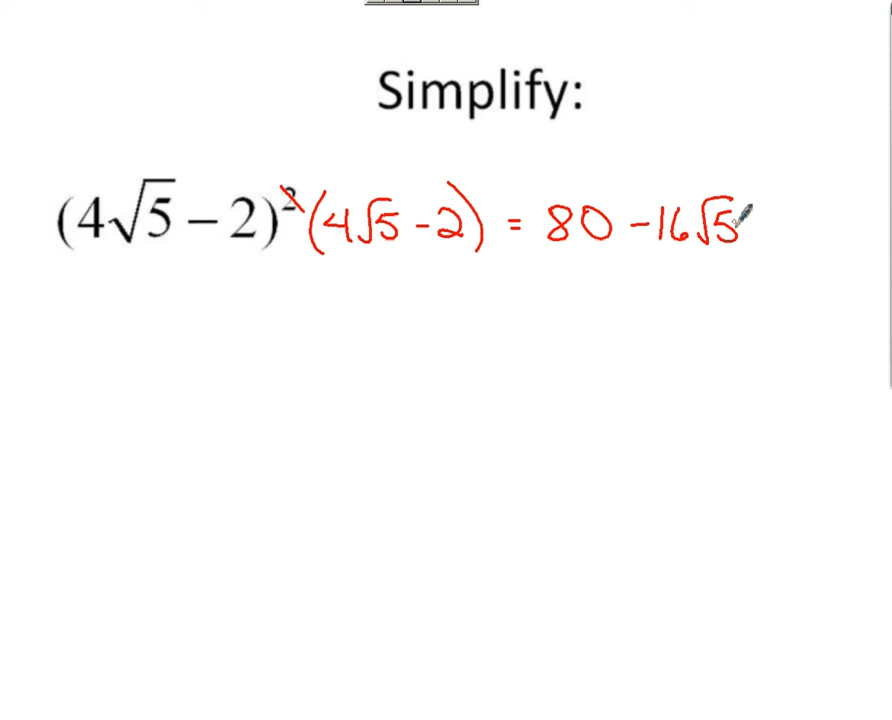 Simplify:
(4√5 − 2)² (4√5 - 2) = 80 - 16√5